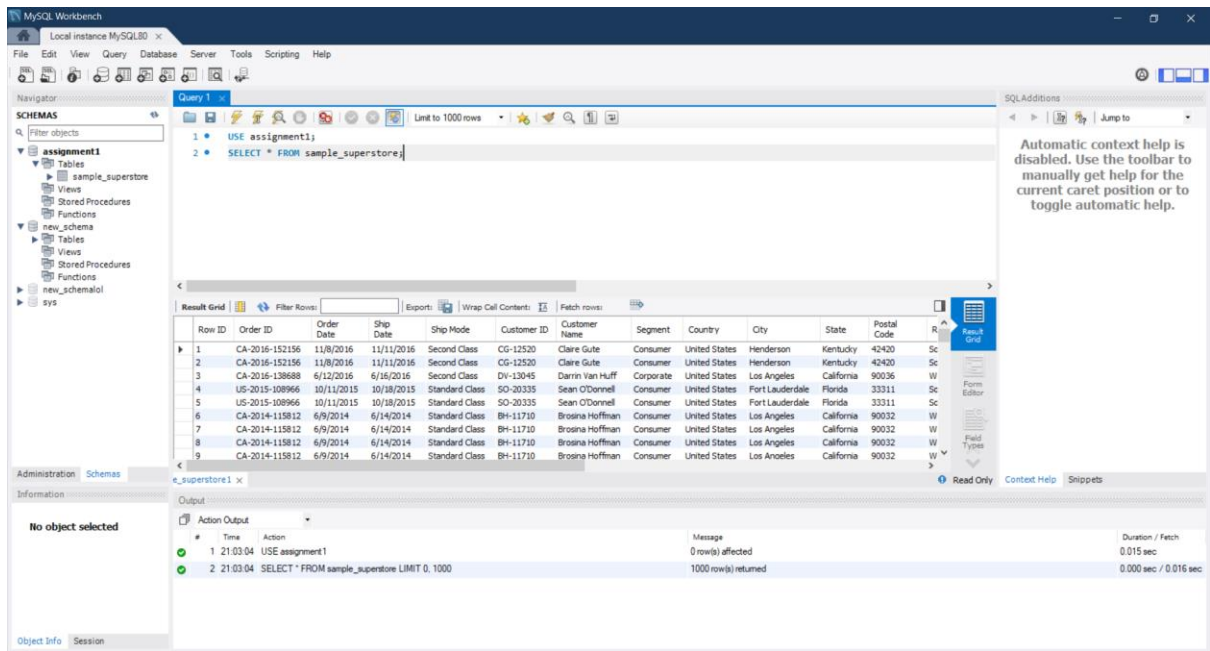 MySQL Workbench
Local instance MySQL80
File Edit View Query Database Server Tools Scripting Help
Navigator
SCHEMAS
Filter objects
assignment1
Tables
sample_superstore
Views
Stored Procedures
Functions
new_schema
Tables
Views
Stored Procedures
Functions
new_schemalol
sys
Administration Schemas
Information
No object selected
Object Info Session
Query 1
Limit to 1000 rows
1 USE assignment1;
2 SELECT * FROM sample_superstore;
Result Grid Filter Rows: Export: Wrap Cell Content: Fetch rows:
Row ID Order ID Order Date Ship Date Ship Mode Customer ID Customer Name Segment Country City State Postal Code R
1 CA-2016-152156 11/8/2016 11/11/2016 Second Class CG-12520 Claire Gute Consumer United States Henderson Kentucky 42420 Sc
2 CA-2016-152156 11/8/2016 11/11/2016 Second Class CG-12520 Claire Gute Consumer United States Henderson Kentucky 42420 Sc
3 CA-2016-138688 6/12/2016 6/16/2016 Second Class DV-13045 Darrin Van Huff Corporate United States Los Angeles California 90036 W
4 US-2015-108966 10/11/2015 10/18/2015 Standard Class SO-20335 Sean O'Donnell Consumer United States Fort Lauderdale Florida 33311 Sc
5 US-2015-108966 10/11/2015 10/18/2015 Standard Class SO-20335 Sean O'Donnell Consumer United States Fort Lauderdale Florida 33311 Sc
6 CA-2014-115812 6/9/2014 6/14/2014 Standard Class BH-11710 Brosina Hoffman Consumer United States Los Angeles California 90032 W
7 CA-2014-115812 6/9/2014 6/14/2014 Standard Class BH-11710 Brosina Hoffman Consumer United States Los Angeles California 90032 W
8 CA-2014-115812 6/9/2014 6/14/2014 Standard Class BH-11710 Brosina Hoffman Consumer United States Los Angeles California 90032 W
9 CA-2014-115812 6/9/2014 6/14/2014 Standard Class BH-11710 Brosina Hoffman Consumer United States Los Angeles California 90032 W
Result Grid
Form Editor
Field Types
e_superstore1
Read Only
Output
Action Output
# Time Action Message Duration / Fetch
1 21:03:04 USE assignment1 0 row(s) affected 0.015 sec
2 21:03:04 SELECT * FROM sample_superstore LIMIT 0, 1000 1000 row(s) returned 0.000 sec / 0.016 sec
SQLAdditions
Jump to
Automatic context help is
disabled. Use the toolbar to
manually get help for the
current caret position or to
toggle automatic help.
Context Help Snippets